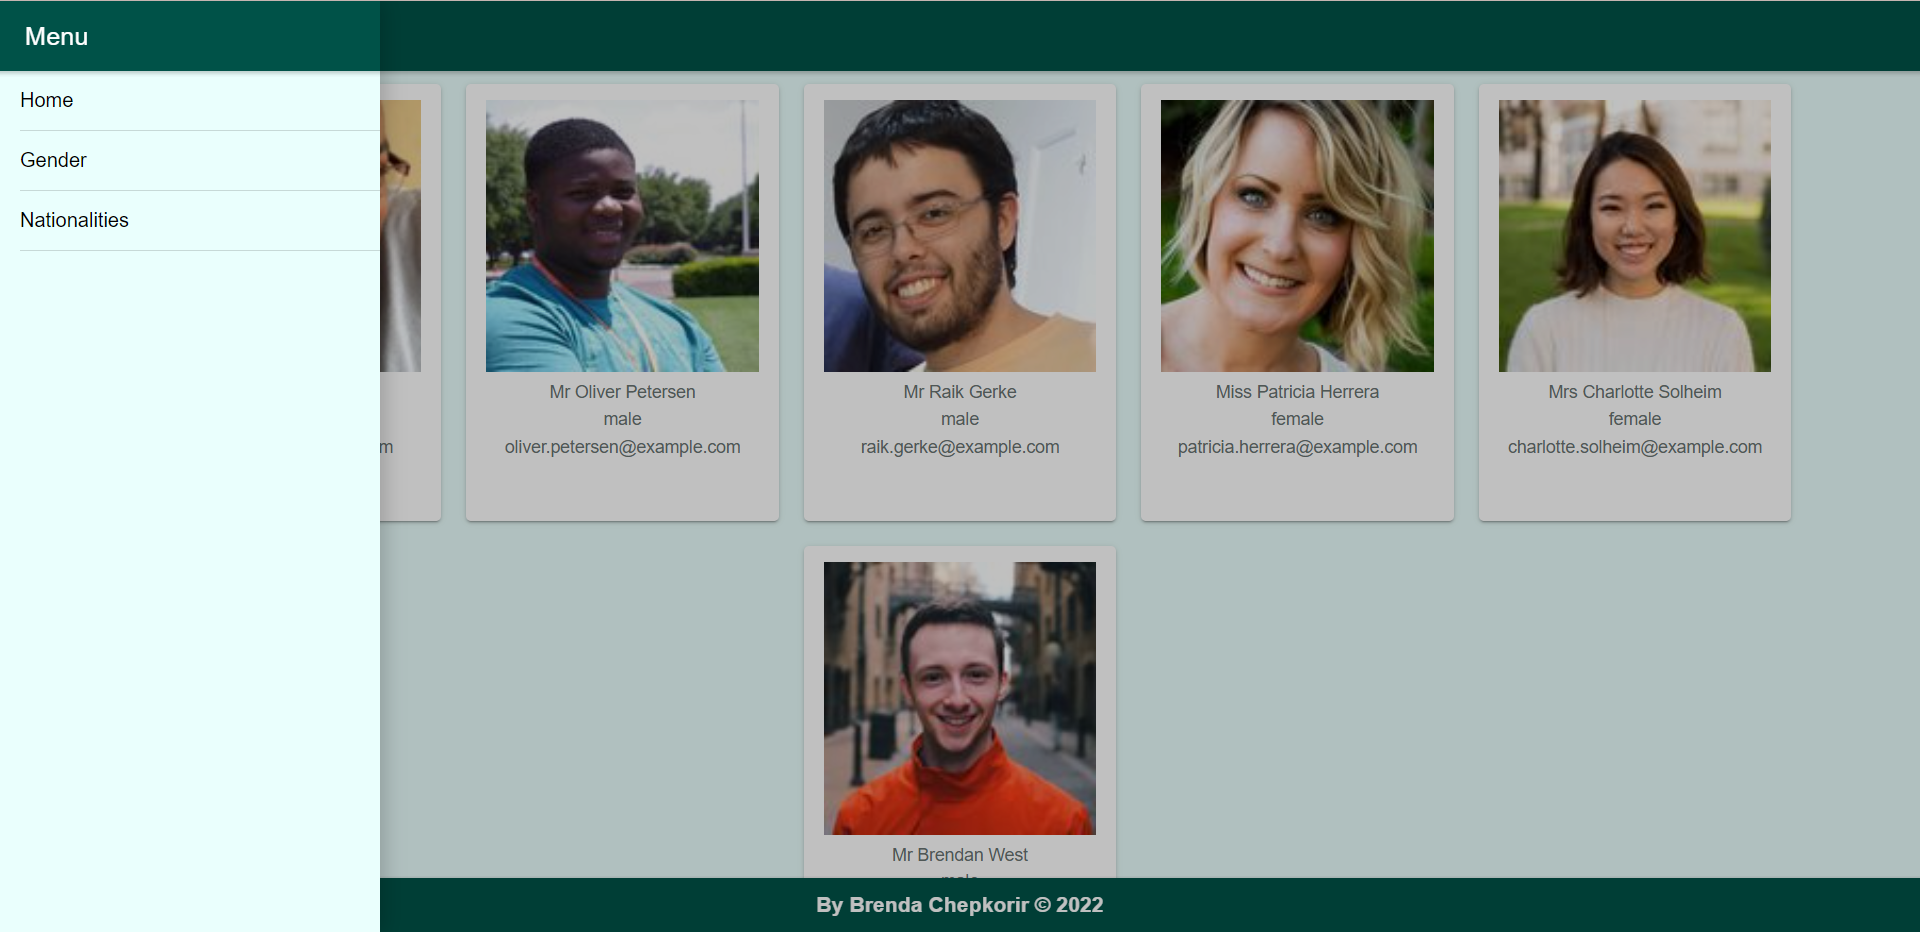 Menu
Home
Gender
Nationalities
m
Mr Oliver Petersen
male
oliver.petersen@example.com
Mr Raik Gerke
male
raik.gerke@example.com
Miss Patricia Herrera
female
patricia.herrera@example.com
Mrs Charlotte Solheim
female
charlotte.solheim@example.com
Mr Brendan West
male
By Brenda Chepkorir © 2022